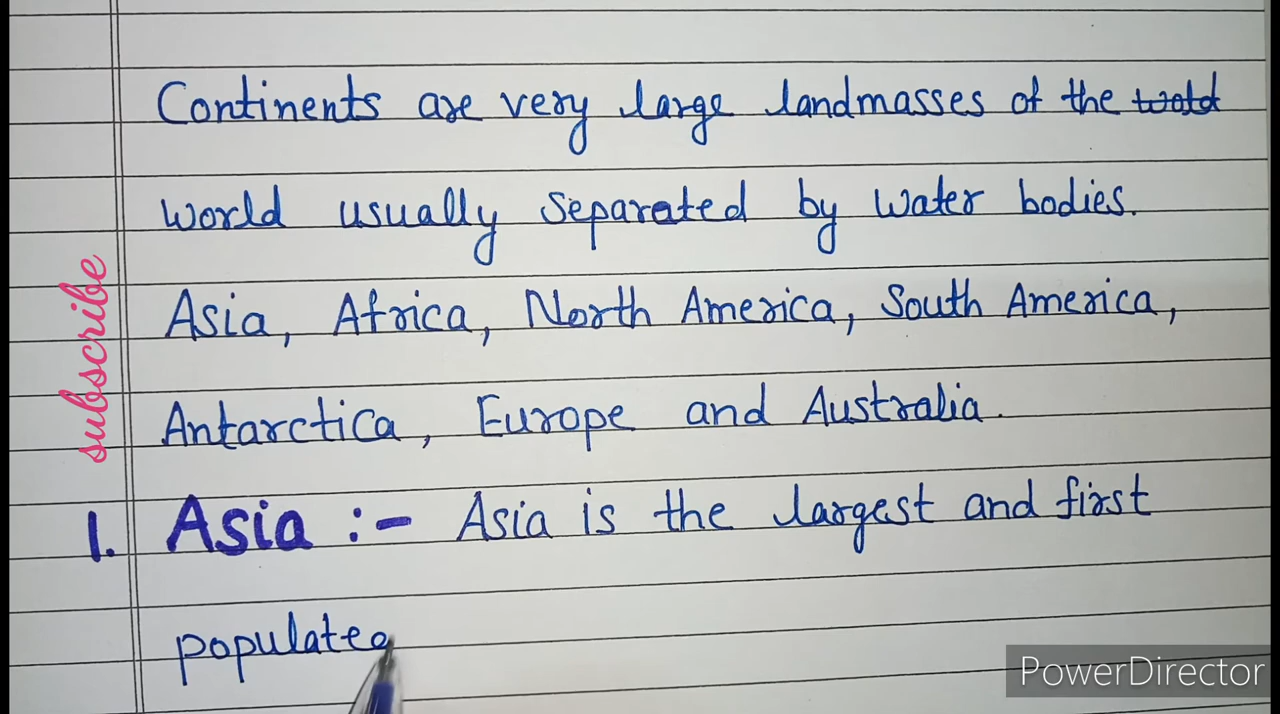 Continents are very large landmasses of the wold
world usually separated by water bodies.
Asia, Africa, North America, South America,
Antarctica, Europe and Australia.
1. Asia :- Asia is the largest and first
populated
subscribe
PowerDirector